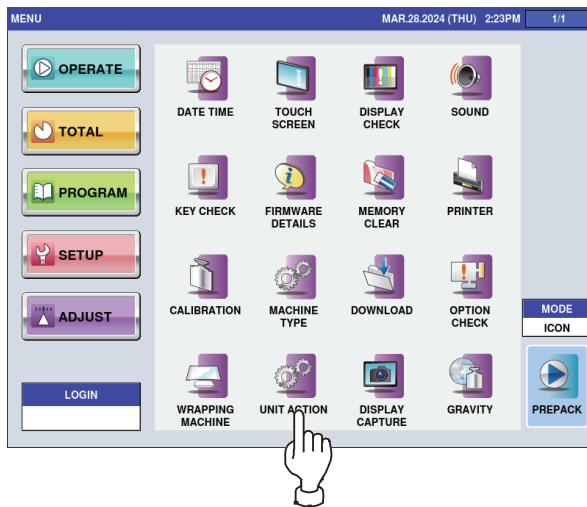 MENU
MAR.28.2024 (THU) 2:23PM
1/1
OPERATE
TOTAL
PROGRAM
SETUP
ADJUST
LOGIN
DATE TIME
TOUCH
SCREEN
DISPLAY
CHECK
SOUND
KEY CHECK
FIRMWARE
DETAILS
MEMORY
CLEAR
PRINTER
CALIBRATION
MACHINE
TYPE
DOWNLOAD
OPTION
CHECK
WRAPPING
MACHINE
UNIT ACTION
DISPLAY
CAPTURE
GRAVITY
MODE
ICON
PREPACK